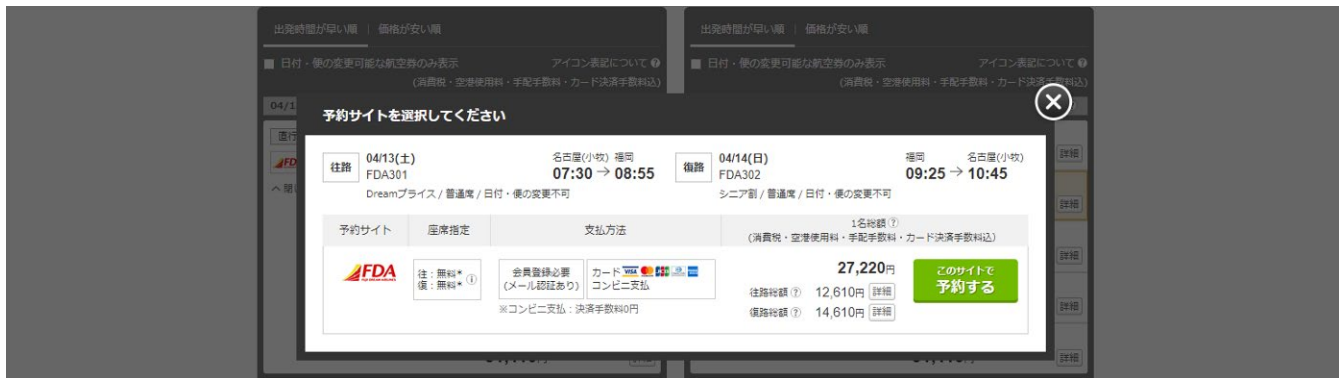 出発時間が早い順 | 価格が安い順
出発時間が早い順 | 価格が安い順
日付・便の変更可能な航空券のみ表示 アイコン表記について
(消費税・空港使用料・手配手数料・カード決済手数料込)
日付・便の変更可能な航空券のみ表示 アイコン表記について
(消費税・空港使用料・手配手数料・カード決済手数料込)
04/1
予約サイトを選択してください
直行
詳細
往路 04/13(土) 名古屋(小牧) 福岡
FDA301 07:30 → 08:55
Dreamプライス / 普通席 / 日付・便の変更不可
復路 04/14(日) 福岡 名古屋(小牧)
FDA302 09:25 → 10:45
シニア割 / 普通席 / 日付・便の変更不可
詳細
予約サイト 座席指定 支払方法 1名総額?
(消費税・空港使用料・手配手数料・カード決済手数料込)
詳細
FDA
往:無料*
復:無料*
会員登録必要
(メール認証あり)
カード VISA JCB
コンビニ支払
※コンビニ支払:決済手数料0円
27,220円
往路総額? 12,610円 詳細
復路総額? 14,610円 詳細
このサイトで
予約する
詳細
詳細